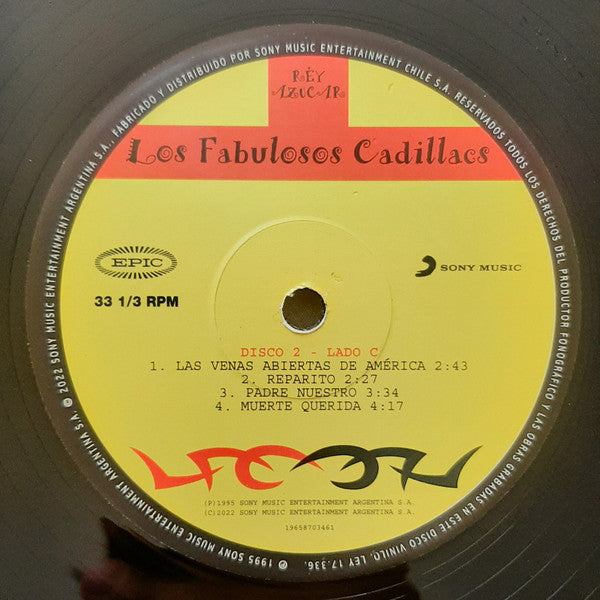 REY
AZUCAR
Los Fabulosos Cadillacs
EPIC
SONY MUSIC
33 1/3 RPM
DISCO 2 - LADO C
1. LAS VENAS ABIERTAS DE AMÉRICA 2:43
2. REPARITO 2:27
3. PADRE NUESTRO 3:34
4. MUERTE QUERIDA 4:17
(P)1995 SONY MUSIC ENTERTAINMENT ARGENTINA S.A.
(C)2022 SONY MUSIC ENTERTAINMENT ARGENTINA S.A.
19658703461
℗ 1995 SONY MUSIC ENTERTAINMENT ARGENTINA S.A. © 2022 SONY MUSIC ENTERTAINMENT ARGENTINA S.A., FABRICADO Y DISTRIBUIDO POR SONY MUSIC ENTERTAINMENT CHILE S.A. RESERVADOS TODOS LOS DERECHOS DEL PRODUCTOR FONOGRÁFICO Y LAS OBRAS GRABADAS EN ESTE DISCO VINILO. LEY 17.336.